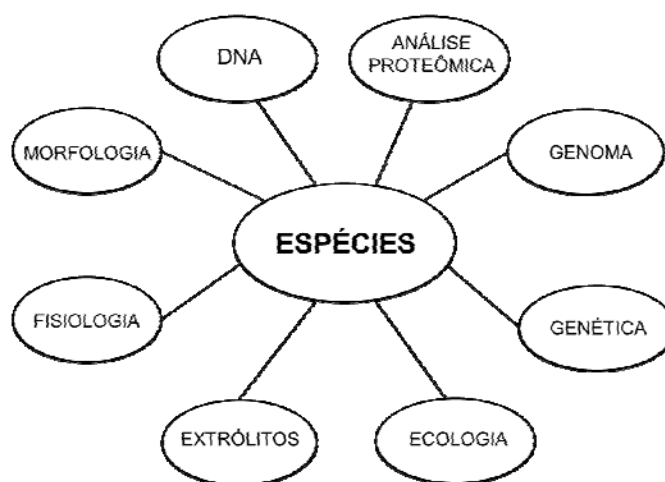 DNA
ANÁLISE
PROTEÔMICA
MORFOLOGIA
GENOMA
ESPÉCIES
FISIOLOGIA
GENÉTICA
EXTRÓLITOS
ECOLOGIA